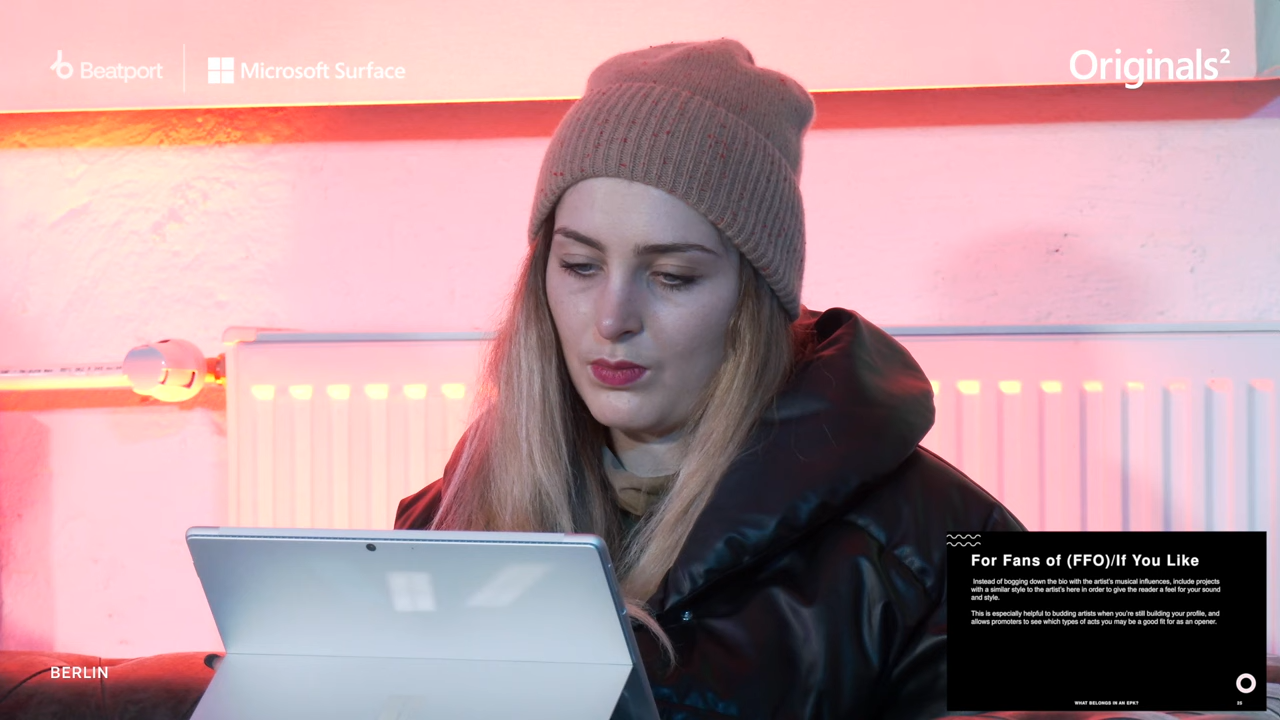 Beatport
Microsoft Surface
Originals²
For Fans of (FFO)/If You Like
Instead of bogging down the bio with the artist's musical influences, include projects
with a similar style to the artist's here in order to give the reader a feel for your sound
and style.
This is especially helpful to budding artists when you're still building your profile, and
allows promoters to see which types of acts you may be a good fit for as an opener.
BERLIN
WHAT BELONGS IN AN EPK?